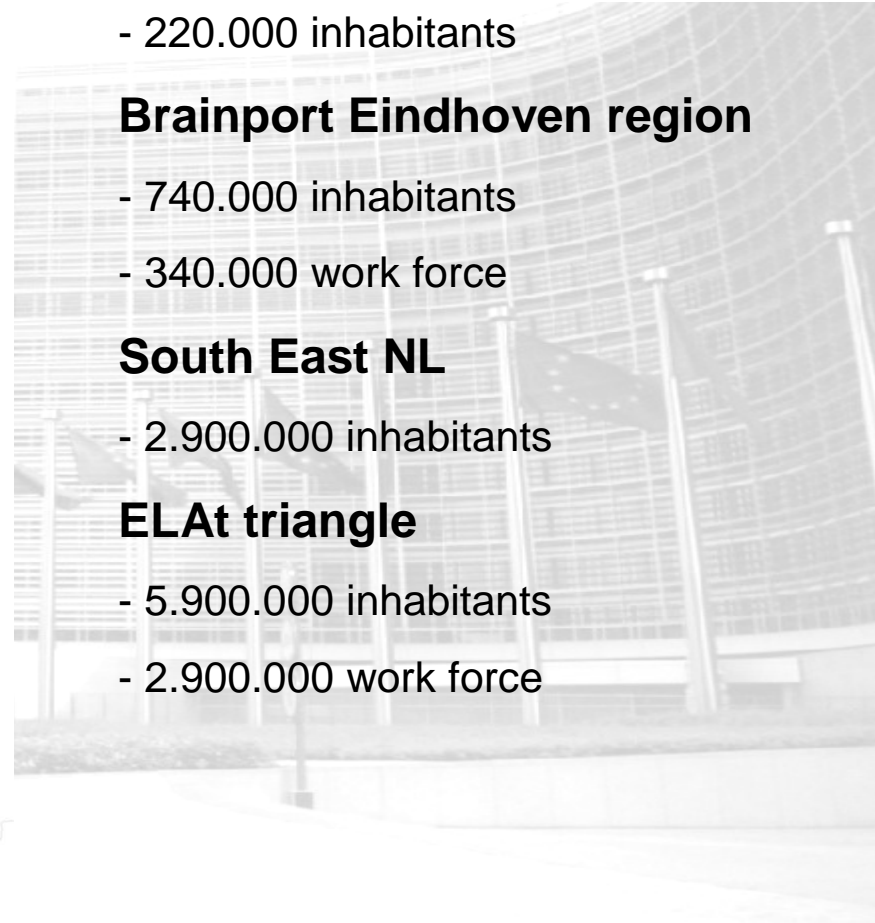 - 220.000 inhabitants
Brainport Eindhoven region
- 740.000 inhabitants
- 340.000 work force
South East NL
- 2.900.000 inhabitants
ELAt triangle
- 5.900.000 inhabitants
- 2.900.000 work force